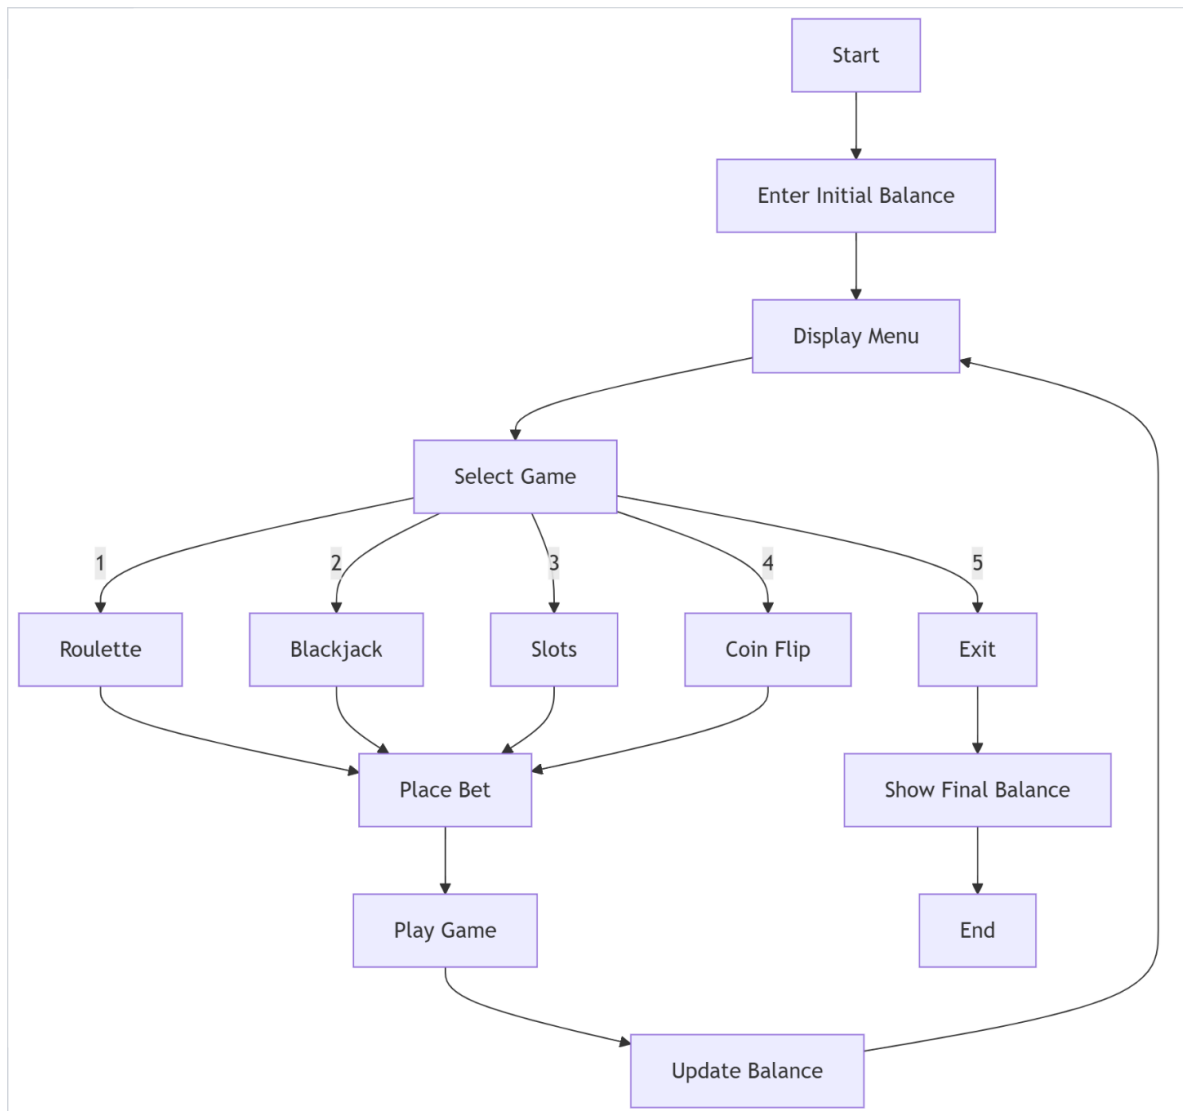 Start
Enter Initial Balance
Display Menu
Select Game
1
2
3
4
5
Roulette
Blackjack
Slots
Coin Flip
Exit
Place Bet
Show Final Balance
Play Game
End
Update Balance